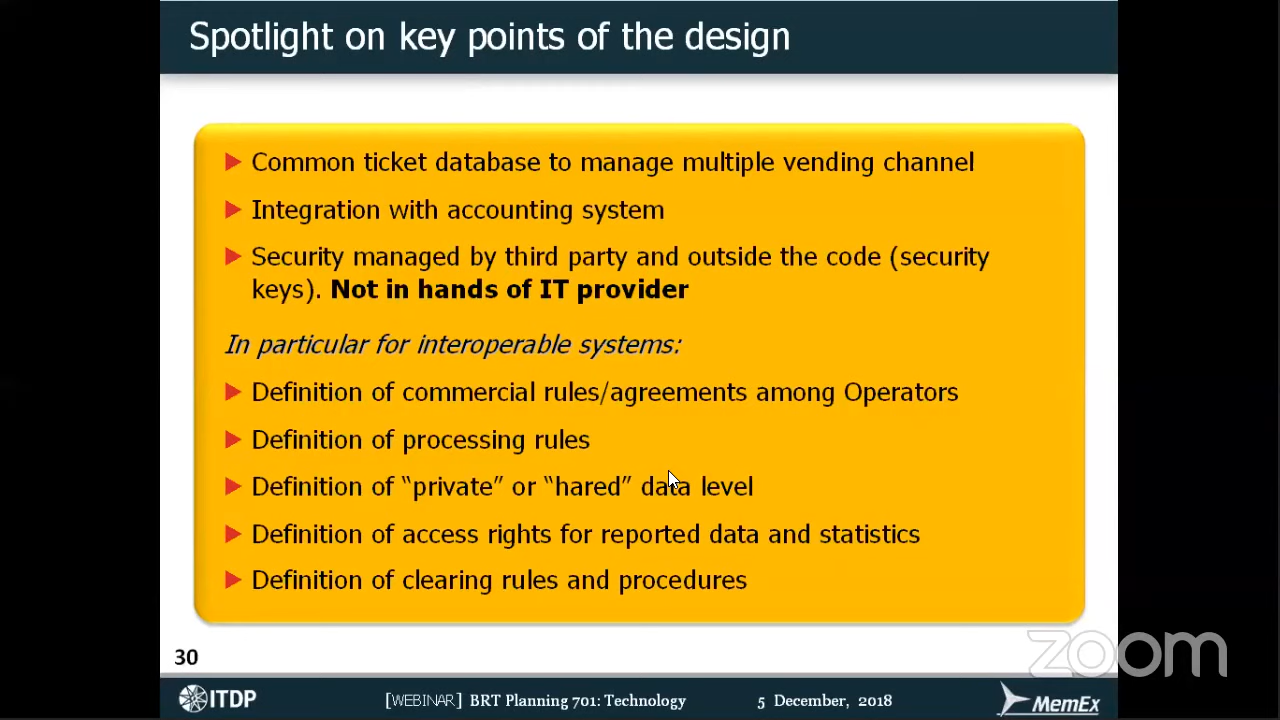 Spotlight on key points of the design
Common ticket database to manage multiple vending channel
Integration with accounting system
Security managed by third party and outside the code (security
keys). Not in hands of IT provider
In particular for interoperable systems:
Definition of commercial rules/agreements among Operators
Definition of processing rules
Definition of “private” or “hared” data level
Definition of access rights for reported data and statistics
Definition of clearing rules and procedures
30
zoom
ITDP
[WEBINAR] BRT Planning 701: Technology
5 December, 2018
MemEx